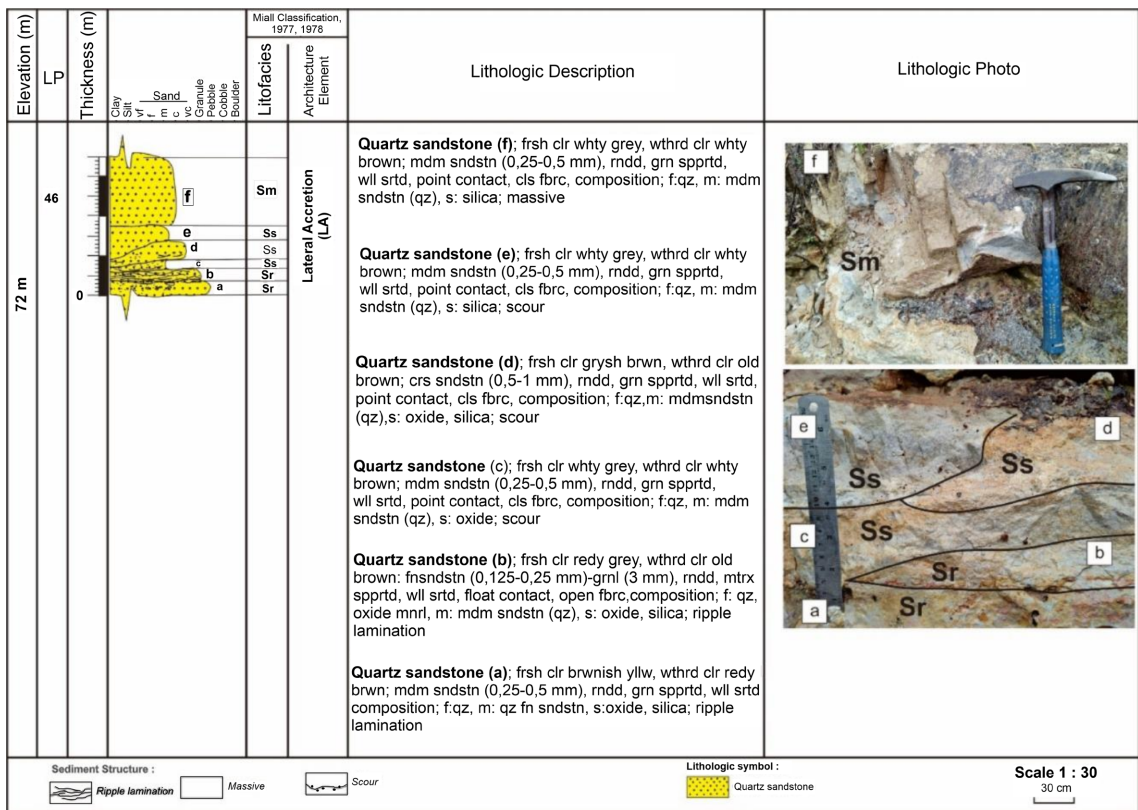 Elevation (m)
LP
Thickness (m)
Clay
Silt
vf
f
m
c
vc
Sand
Granule
Pebble
Cobble
Boulder
Miall Classification,
1977, 1978
Litofacies
Architecture
Element
Lithologic Description
Lithologic Photo
72 m
46
0
f
e
d
c
b
a
Sm
Ss
Ss
Ss
Sr
Sr
Lateral Accretion
(LA)
Quartz sandstone (f); frsh clr whty grey, wthrd clr whty
brown; mdm sndstn (0,25-0,5 mm), rndd, grn spprtd,
wll srtd, point contact, cls fbrc, composition; f:qz, m: mdm
sndstn (qz), s: silica; massive
Quartz sandstone (e); frsh clr whty grey, wthrd clr whty
brown; mdm sndstn (0,25-0,5 mm), rndd, grn spprtd,
wll srtd, point contact, cls fbrc, composition; f:qz, m: mdm
sndstn (qz), s: silica; scour
Quartz sandstone (d); frsh clr grysh brwn, wthrd clr old
brown; crs sndstn (0,5-1 mm), rndd, grn spprtd, wll srtd,
point contact, cls fbrc, composition; f:qz,m: mdmsndstn
(qz),s: oxide, silica; scour
Quartz sandstone (c); frsh clr whty grey, wthrd clr whty
brown; mdm sndstn (0,25-0,5 mm), rndd, grn spprtd,
wll srtd, point contact, cls fbrc, composition; f:qz, m: mdm
sndstn (qz), s: oxide; scour
Quartz sandstone (b); frsh clr redy grey, wthrd clr old
brown: fnsndstn (0,125-0,25 mm)-grnl (3 mm), rndd, mtrx
spprtd, wll srtd, float contact, open fbrc,composition; f: qz,
oxide mnrl, m: mdm sndstn (qz), s: oxide, silica; ripple
lamination
Quartz sandstone (a); frsh clr brwnish yllw, wthrd clr redy
brwn; mdm sndstn (0,25-0,5 mm), rndd, grn spprtd, wll srtd
composition; f:qz, m: qz fn sndstn, s:oxide, silica; ripple
lamination
f
Sm
e
d
Ss
Ss
c
Ss
b
Sr
a
Sr
Sediment Structure :
Ripple lamination
Massive
Scour
Lithologic symbol :
Quartz sandstone
Scale 1 : 30
30 cm